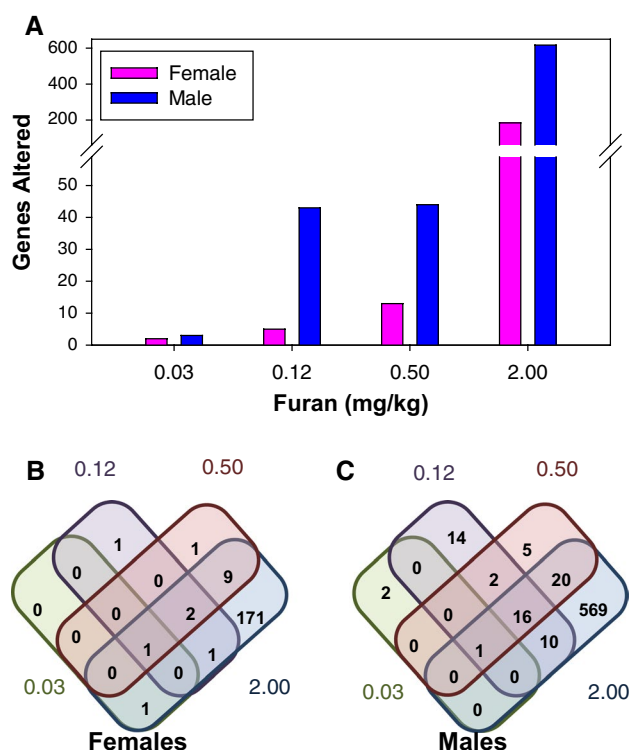 A
Genes Altered
600
400
200
50
40
30
20
10
0
Female
Male
0.03 0.12 0.50 2.00
Furan (mg/kg)
B
0.12 0.50
1 1
0 0 9
0 0 2 171
0 1 1
0 0
0.03 2.00
1
Females
C
0.12 0.50
14 5
0 2 20
2 0 16 569
0 1 10
0 0
0.03 2.00
0
Males